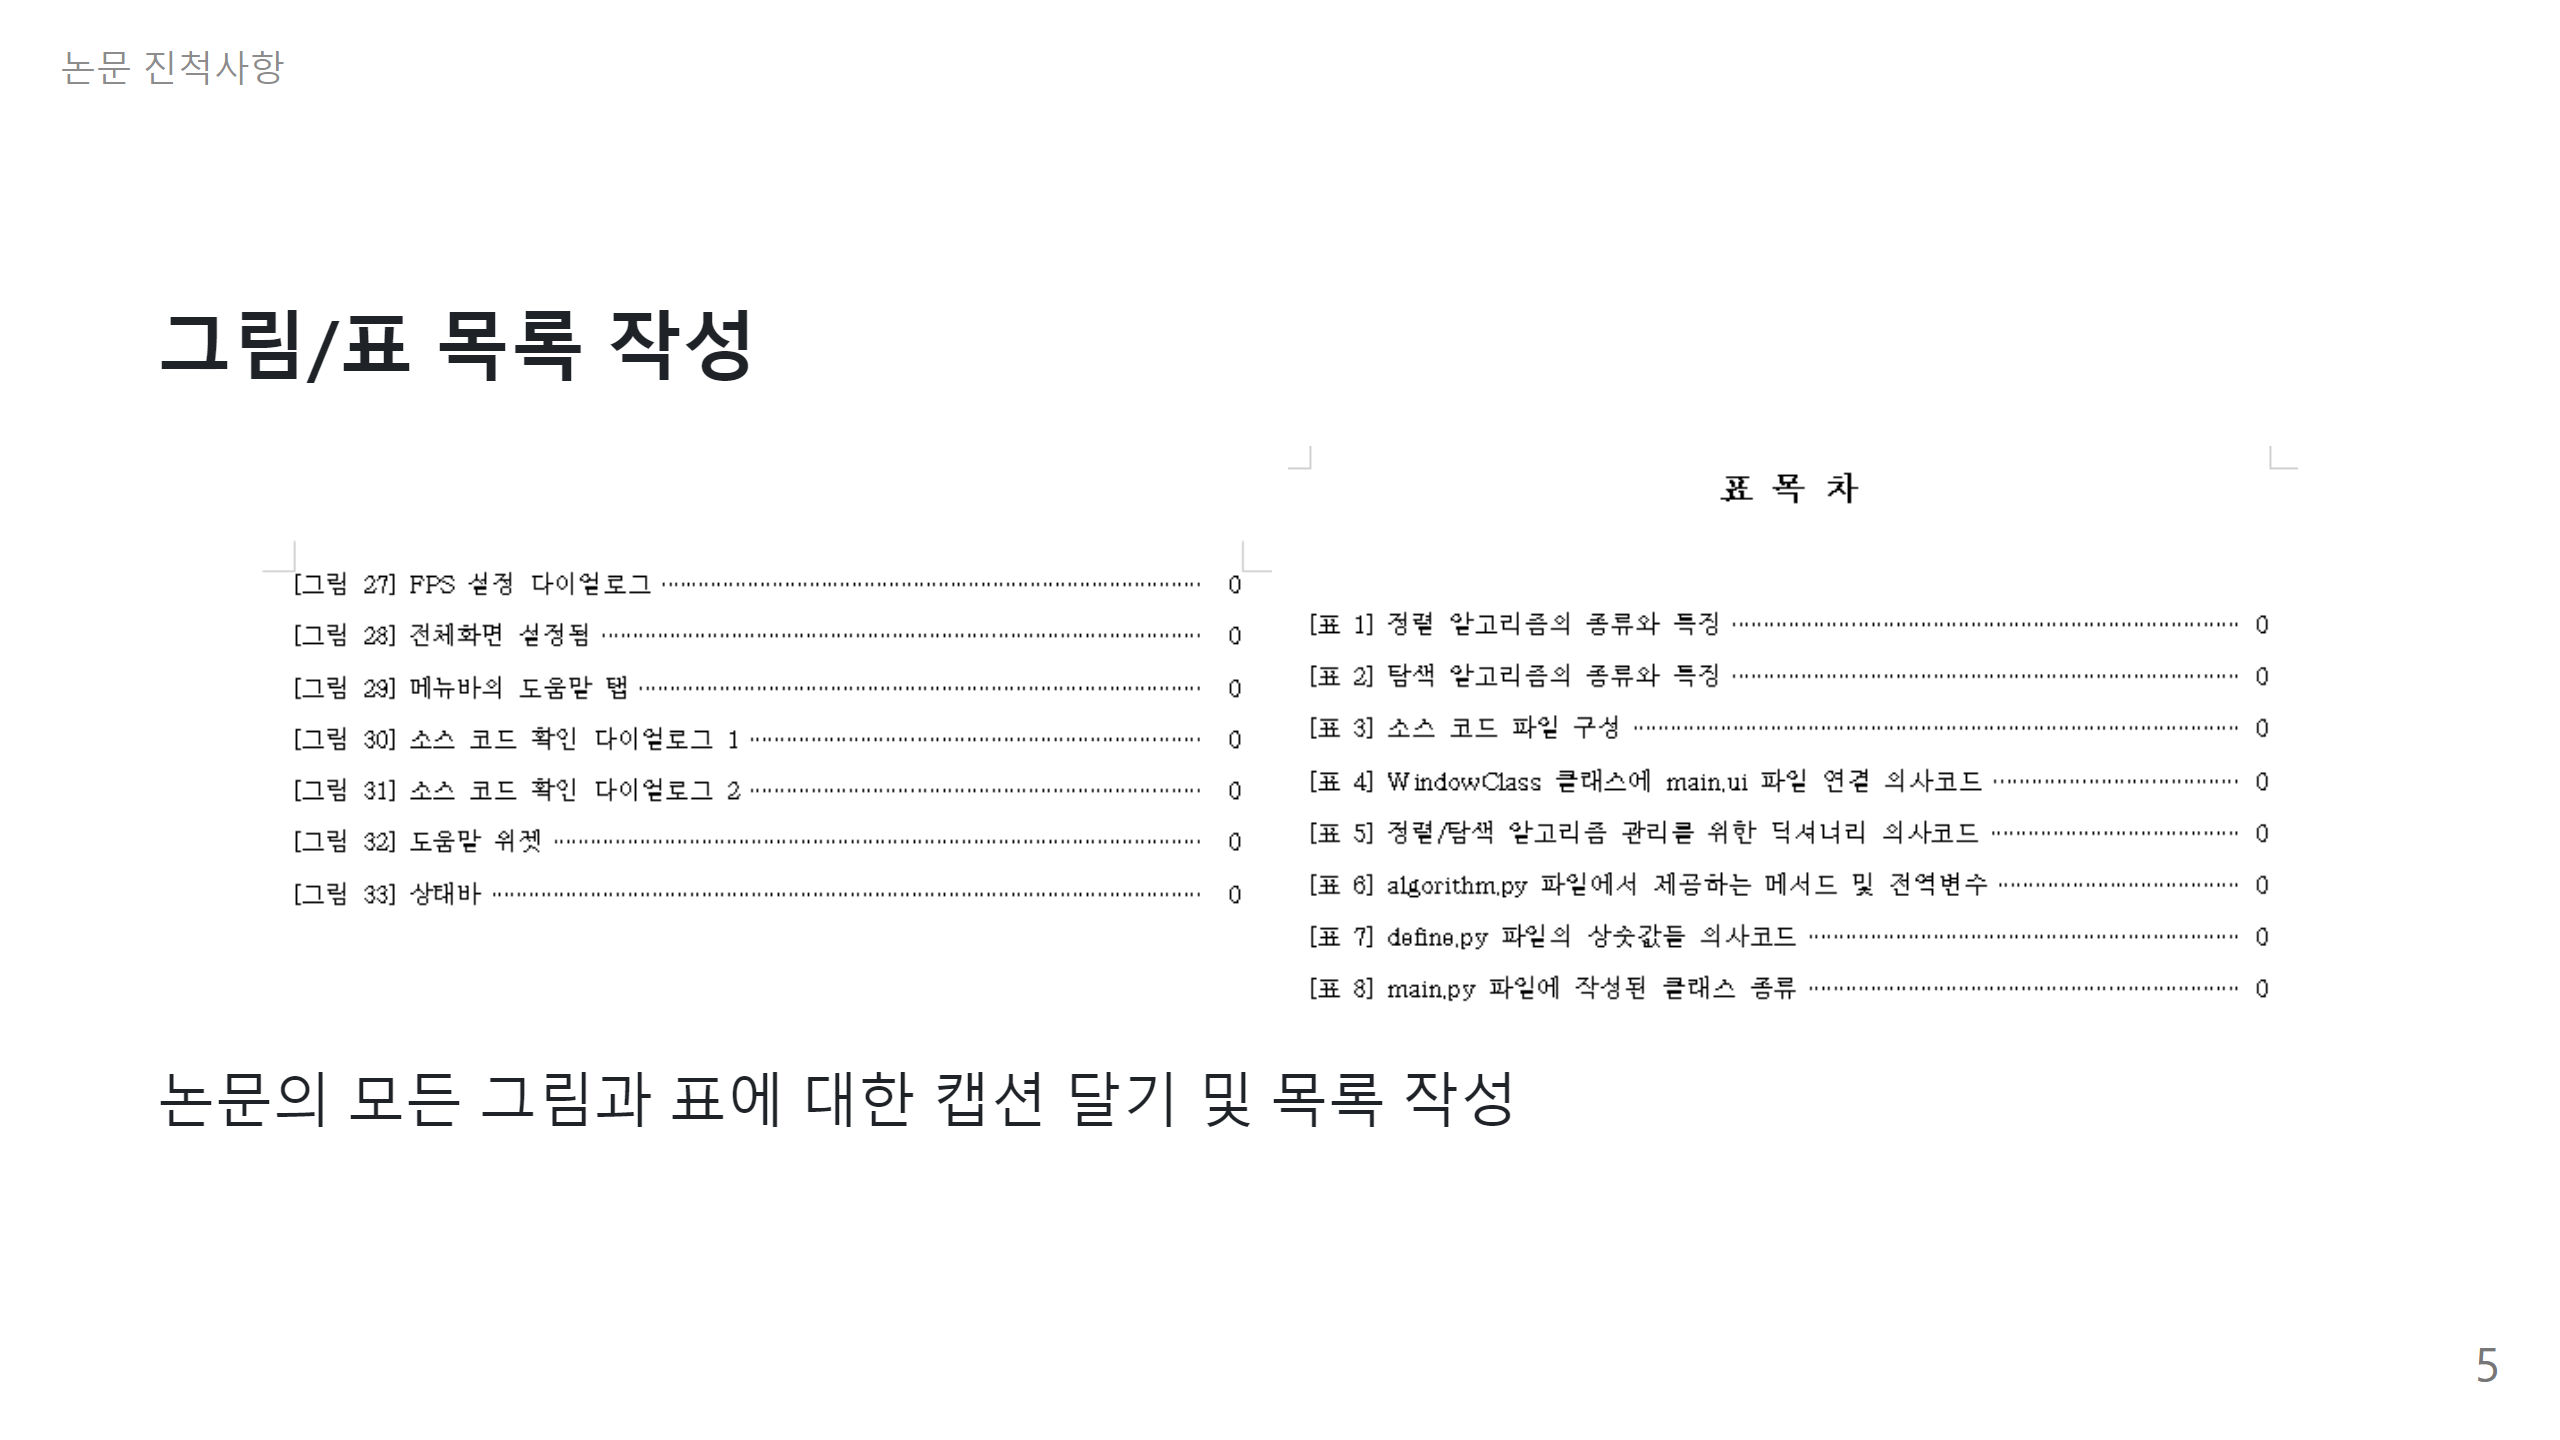 논문 진척사항
그림/표 목록 작성
[그림 27] FPS 설정 다이얼로그 0
[그림 28] 전체화면 설정됨 0
[그림 29] 메뉴바의 도움말 탭 0
[그림 30] 소스 코드 확인 다이얼로그 1 0
[그림 31] 소스 코드 확인 다이얼로그 2 0
[그림 32] 도움말 위젯 0
[그림 33] 상태바 0
표 목 차
[표 1] 정렬 알고리즘의 종류와 특징 0
[표 2] 탐색 알고리즘의 종류와 특징 0
[표 3] 소스 코드 파일 구성 0
[표 4] WindowClass 클래스에 main.ui 파일 연결 의사코드 0
[표 5] 정렬/탐색 알고리즘 관리를 위한 딕셔너리 의사코드 0
[표 6] algorithm.py 파일에서 제공하는 메서드 및 전역변수 0
[표 7] define.py 파일의 상숫값들 의사코드 0
[표 8] main.py 파일에 작성된 클래스 종류 0
논문의 모든 그림과 표에 대한 캡션 달기 및 목록 작성
5